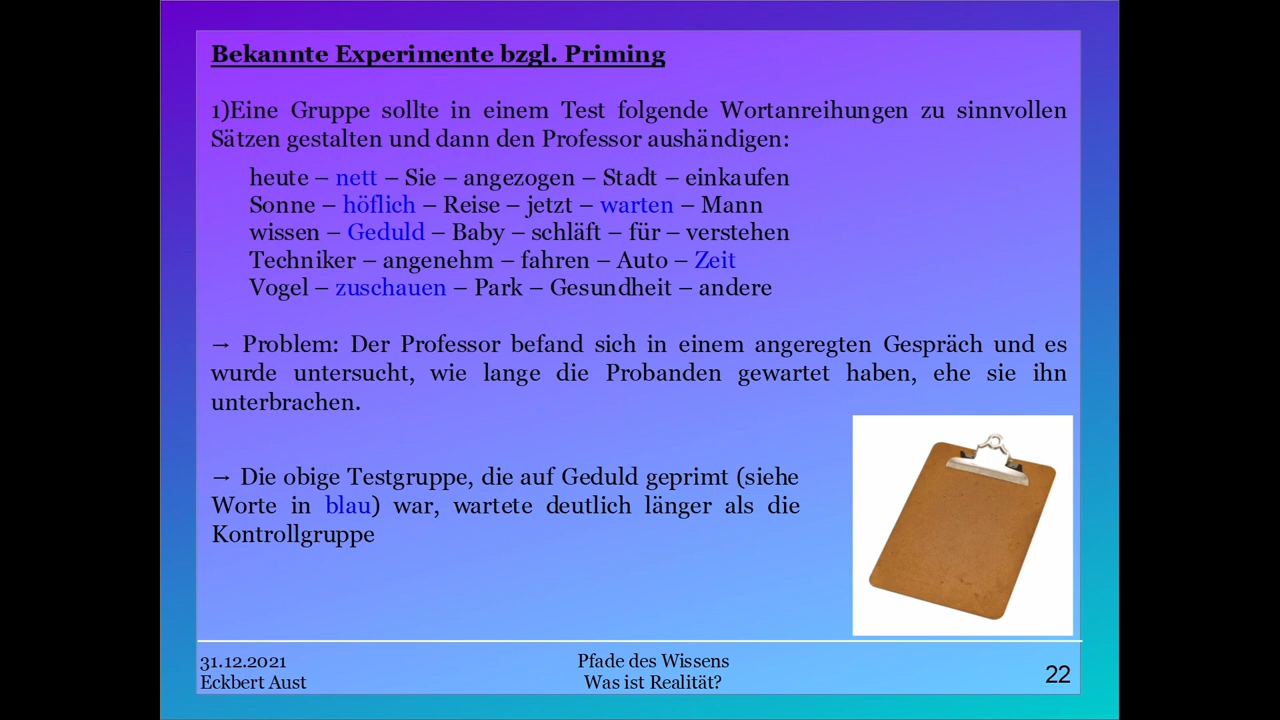 Bekannte Experimente bzgl. Priming
1)Eine Gruppe sollte in einem Test folgende Wortanreihungen zu sinnvollen
Sätzen gestalten und dann den Professor aushändigen:
heute – nett – Sie – angezogen – Stadt – einkaufen
Sonne – höflich – Reise – jetzt – warten – Mann
wissen – Geduld – Baby – schläft – für – verstehen
Techniker – angenehm – fahren – Auto – Zeit
Vogel – zuschauen – Park – Gesundheit – andere
→ Problem: Der Professor befand sich in einem angeregten Gespräch und es
wurde untersucht, wie lange die Probanden gewartet haben, ehe sie ihn
unterbrachen.
→ Die obige Testgruppe, die auf Geduld geprimt (siehe
Worte in blau) war, wartete deutlich länger als die
Kontrollgruppe
31.12.2021
Eckbert Aust
Pfade des Wissens
Was ist Realität?
22